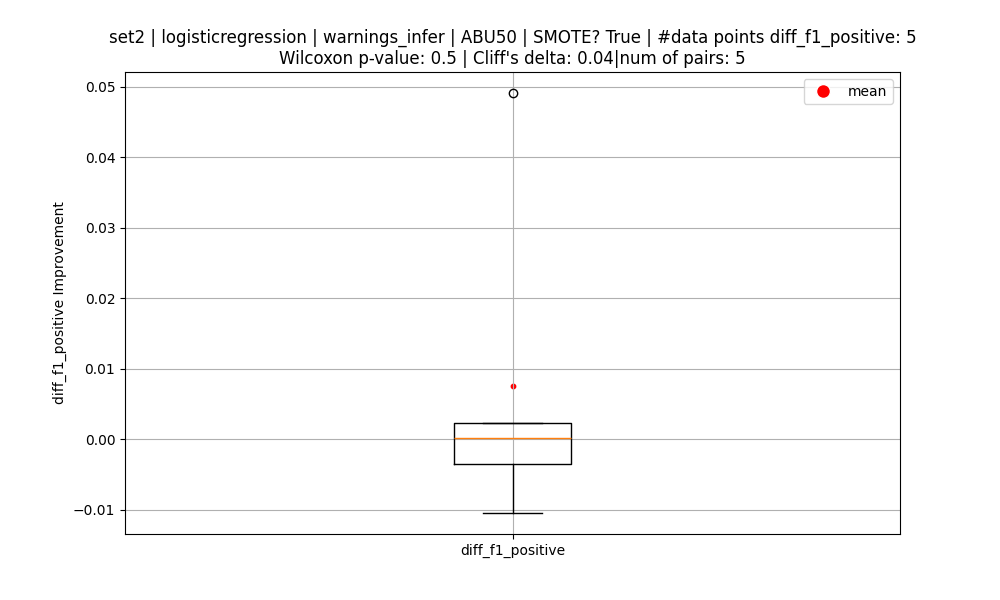 set2 | logisticregression | warnings_infer | ABU50 | SMOTE? True | #data points diff_f1_positive: 5
Wilcoxon p-value: 0.5 | Cliff's delta: 0.04|num of pairs: 5
mean
0.05
0.04
0.03
0.02
0.01
0.00
−0.01
diff_f1_positive Improvement
diff_f1_positive